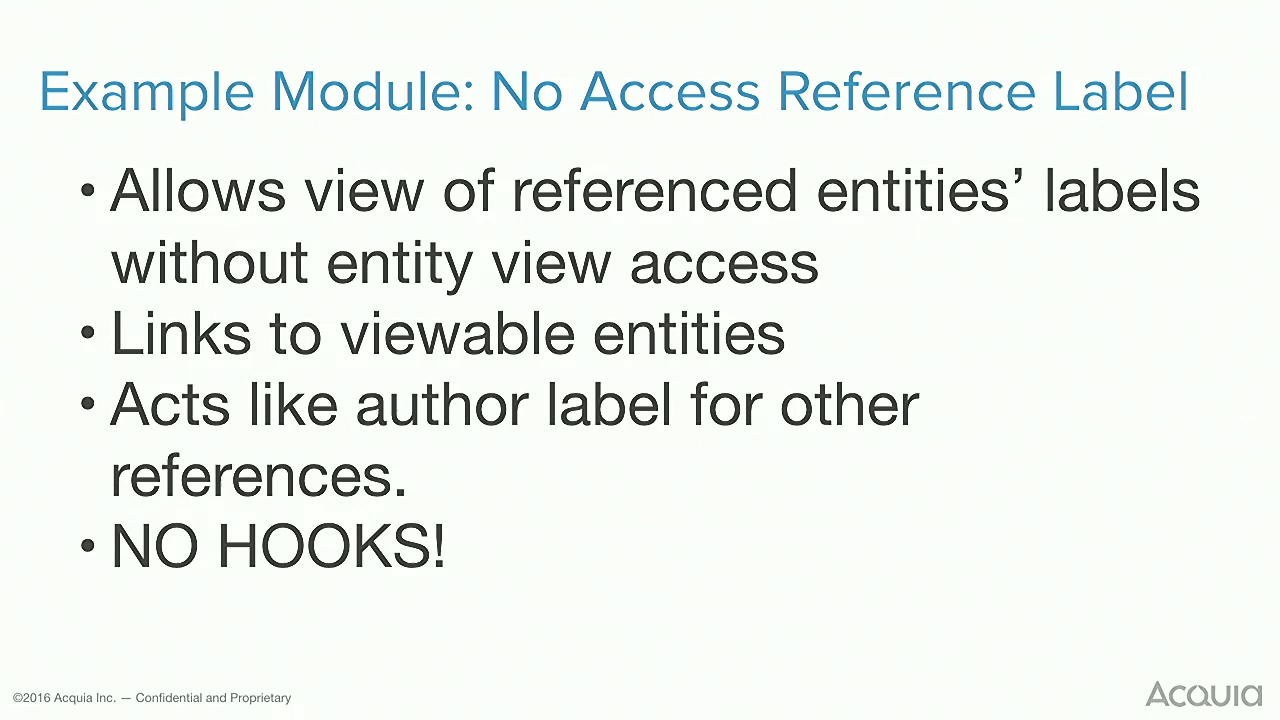 Example Module: No Access Reference Label
• Allows view of referenced entities’ labels
without entity view access
• Links to viewable entities
• Acts like author label for other
references.
• NO HOOKS!
©2016 Acquia Inc. — Confidential and Proprietary
Acquia